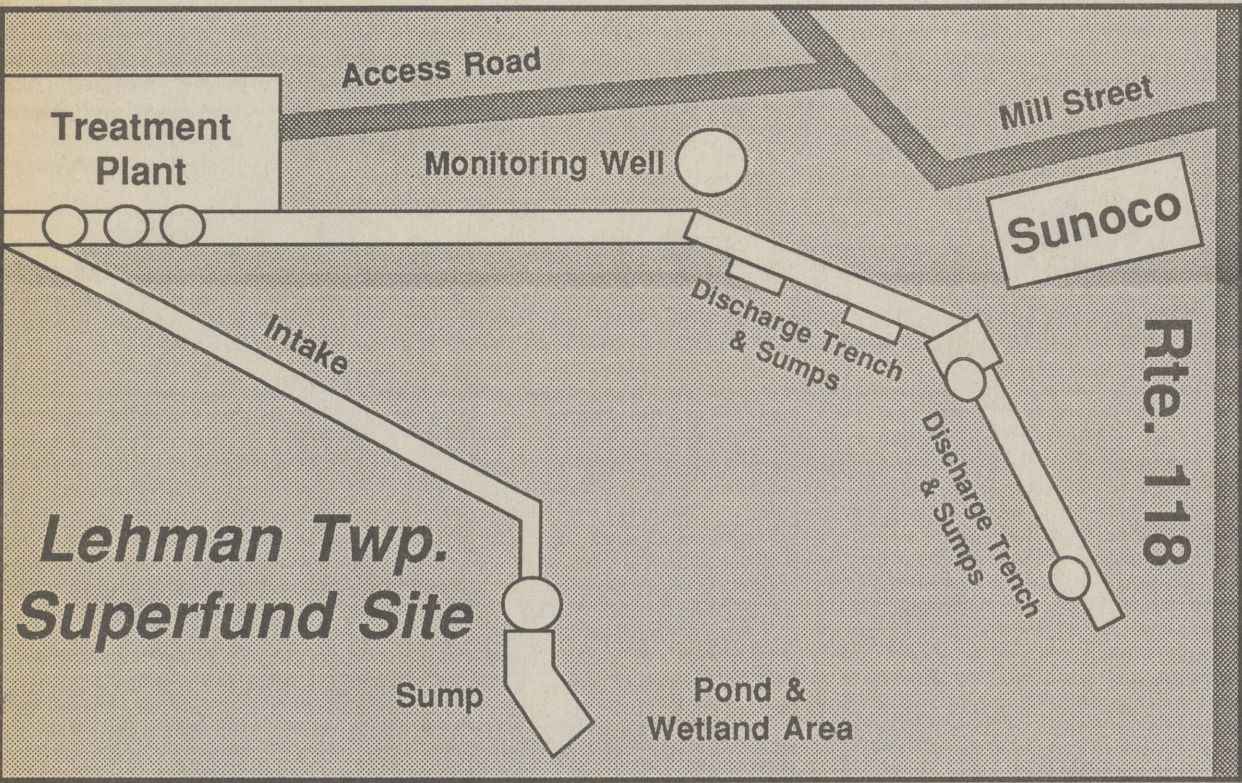 Access Road
Mill Street
Treatment
Plant
Monitoring Well
Sunoco
Discharge Trench
& Sumps
Intake
Rte. 118
Discharge Trench
& Sumps
Lehman Twp.
Superfund Site
Sump
Pond &
Wetland Area